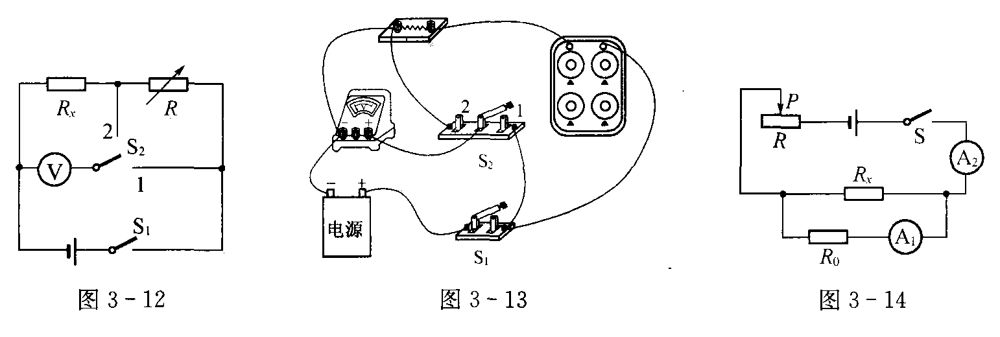 Rₓ
R
2
S₂
V
1
S₁
图 3-12
V
- +
2
1
S₂
- +
电源
S₁
图 3-13
P
R
S
A₂
Rₓ
R₀
A₁
图 3-14